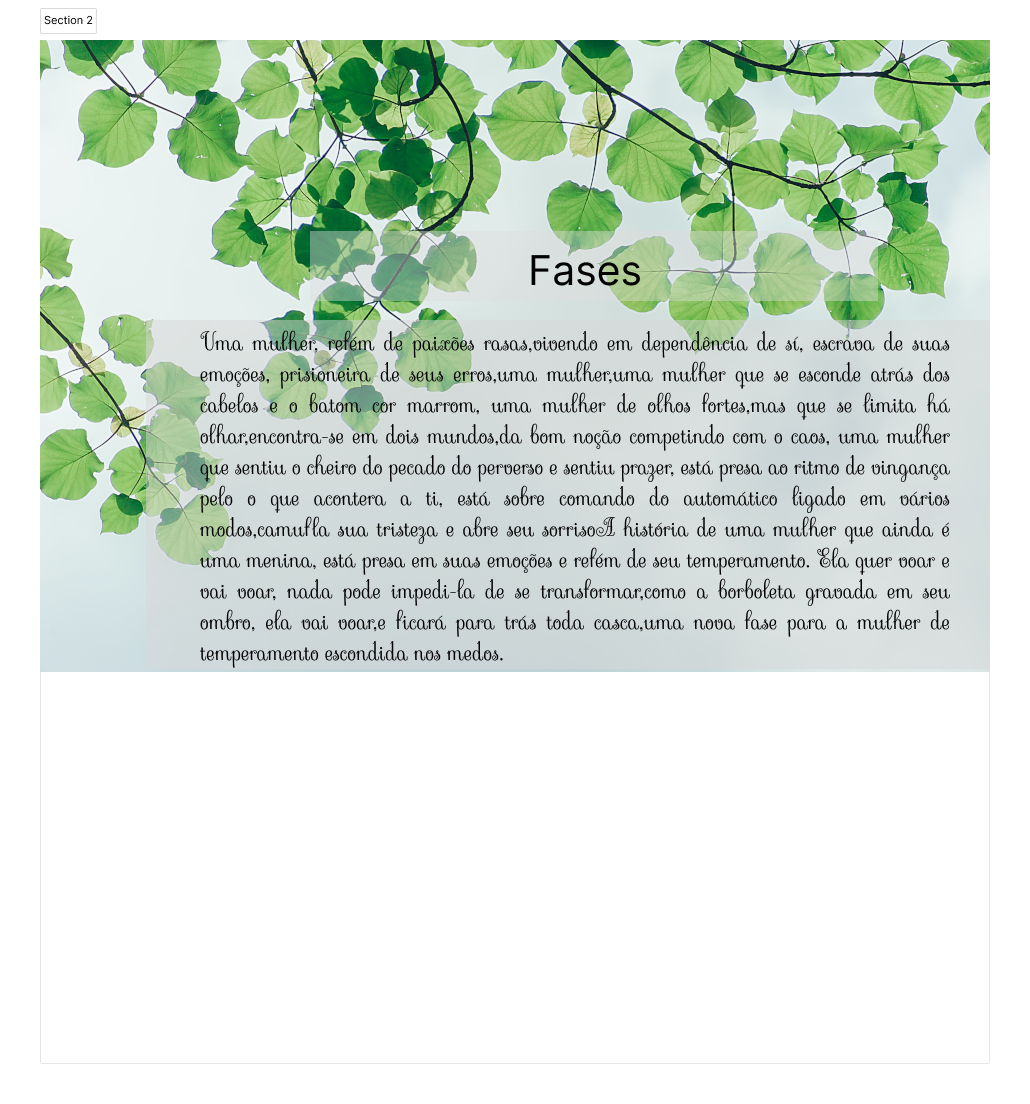 Section 2
Fases
Uma mulher, refém de paixões rasas,vivendo em dependência de sí, escrava de suas
emoções, prisioneira de seus erros,uma mulher,uma mulher que se esconde atrás dos
cabelos e o batom cor marrom, uma mulher de olhos fortes,mas que se limita há
olhar,encontra-se em dois mundos,da bom noção competindo com o caos, uma mulher
que sentiu o cheiro do pecado do perverso e sentiu prazer, está presa ao ritmo de vingança
pelo o que acontera a ti, está sobre comando do automático ligado em vários
modos,camufla sua tristeza e abre seu sorrisoA história de uma mulher que ainda é
uma menina, está presa em suas emoções e refém de seu temperamento. Ela quer voar e
vai voar, nada pode impedi-la de se transformar,como a borboleta gravada em seu
ombro, ela vai voar,e ficará para trás toda casca,uma nova fase para a mulher de
temperamento escondida nos medos.